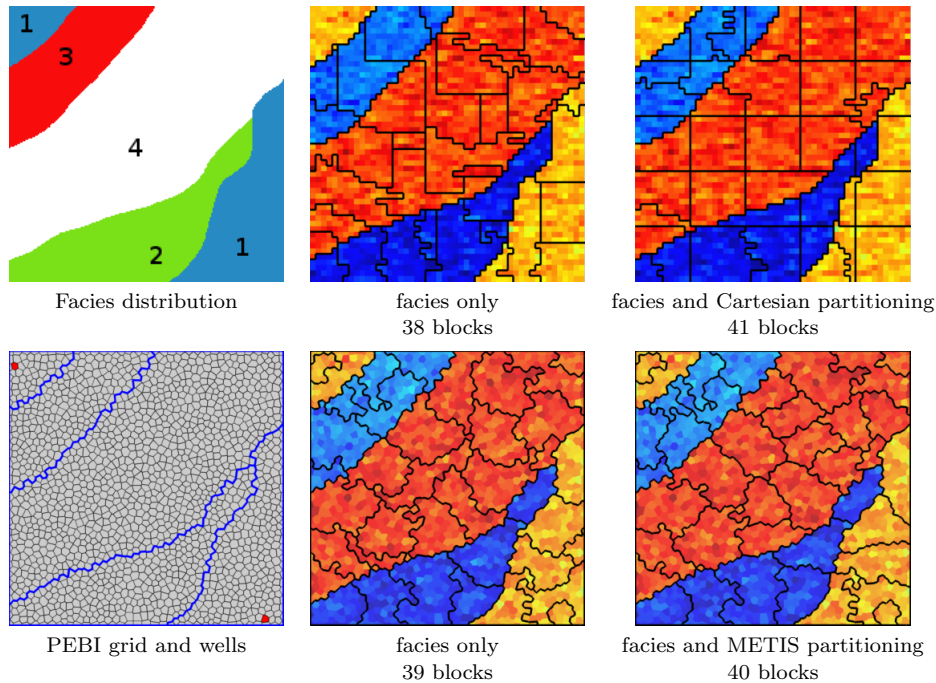 1
3
4
2
1
Facies distribution
facies only
38 blocks
facies and Cartesian partitioning
41 blocks
PEBI grid and wells
facies only
39 blocks
facies and METIS partitioning
40 blocks